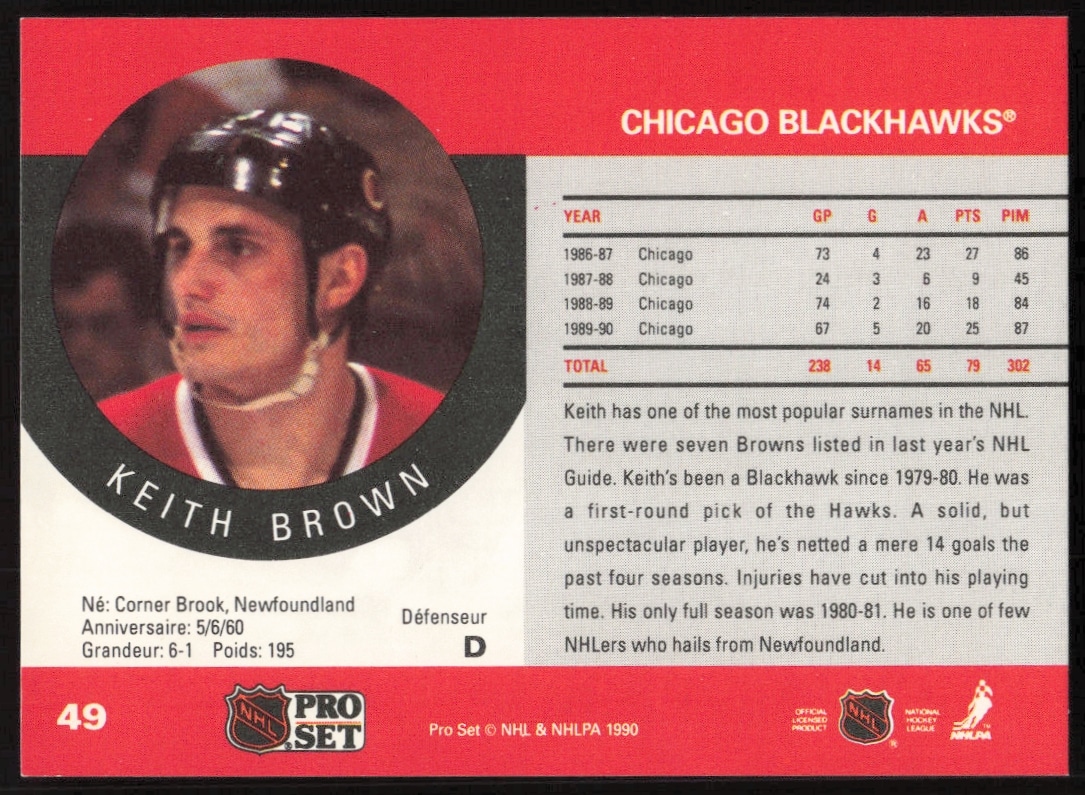 CHICAGO BLACKHAWKS®
YEAR GP G A PTS PIM
1986-87 Chicago 73 4 23 27 86
1987-88 Chicago 24 3 6 9 45
1988-89 Chicago 74 2 16 18 84
1989-90 Chicago 67 5 20 25 87
TOTAL 238 14 65 79 302
Keith has one of the most popular surnames in the NHL.
There were seven Browns listed in last year's NHL
Guide. Keith's been a Blackhawk since 1979-80. He was
a first-round pick of the Hawks. A solid, but
unspectacular player, he's netted a mere 14 goals the
past four seasons. Injuries have cut into his playing
time. His only full season was 1980-81. He is one of few
NHLers who hails from Newfoundland.
KEITH BROWN
Né: Corner Brook, Newfoundland
Anniversaire: 5/6/60
Grandeur: 6-1 Poids: 195
Défenseur
D
49
NHL
PRO
SET
®
Pro Set © NHL & NHLPA 1990
OFFICIAL
LICENSED
PRODUCT
NHL
®
NATIONAL
HOCKEY
LEAGUE
™
NHLPA